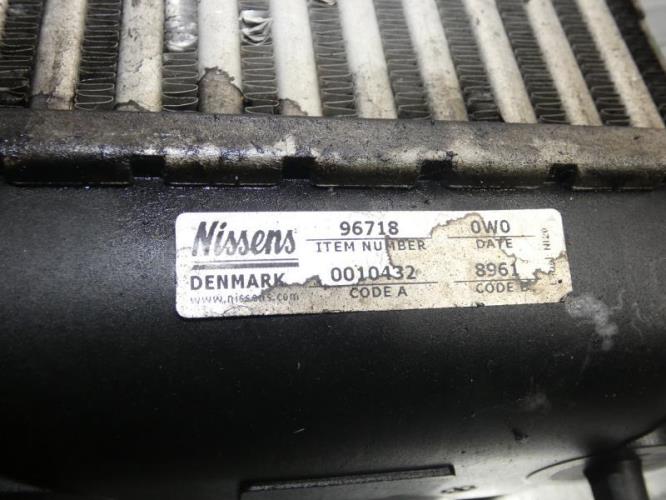 Nissens 96718 0W0
ITEM NUMBER DATE
DENMARK 0010432 8961
www.nissens.com CODE A CODE B